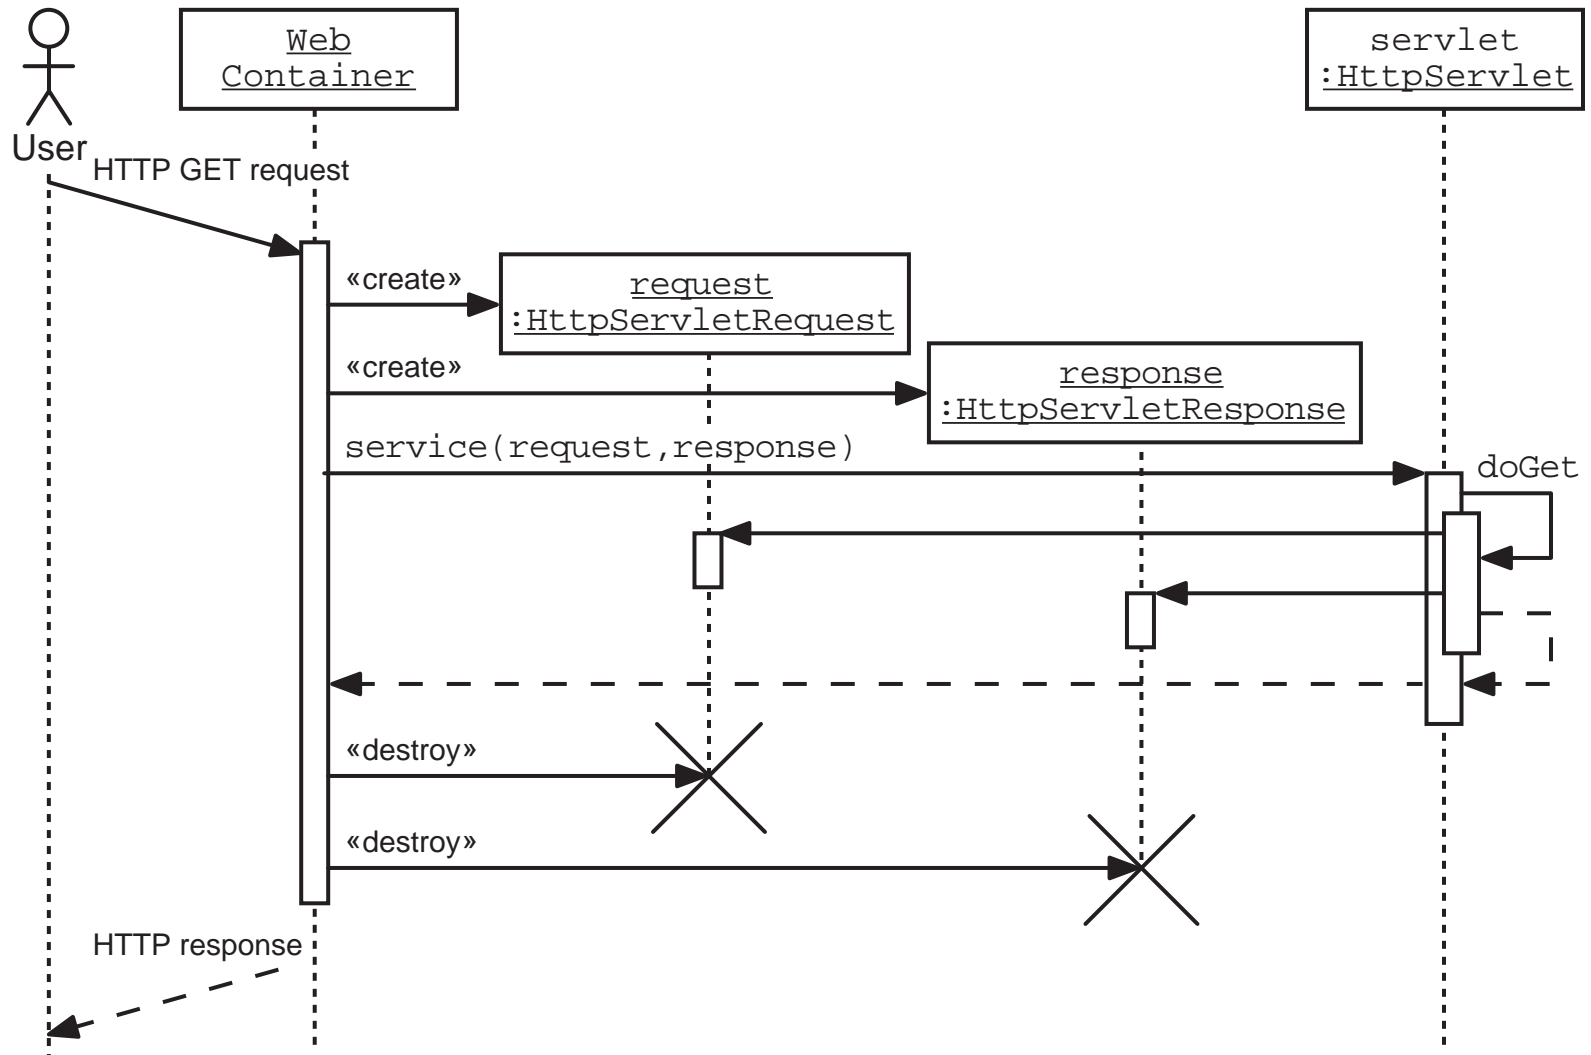 Web
Container
servlet
:HttpServlet
User
HTTP GET request
«create»
request
:HttpServletRequest
«create»
response
:HttpServletResponse
service(request,response)
doGet
«destroy»
«destroy»
HTTP response